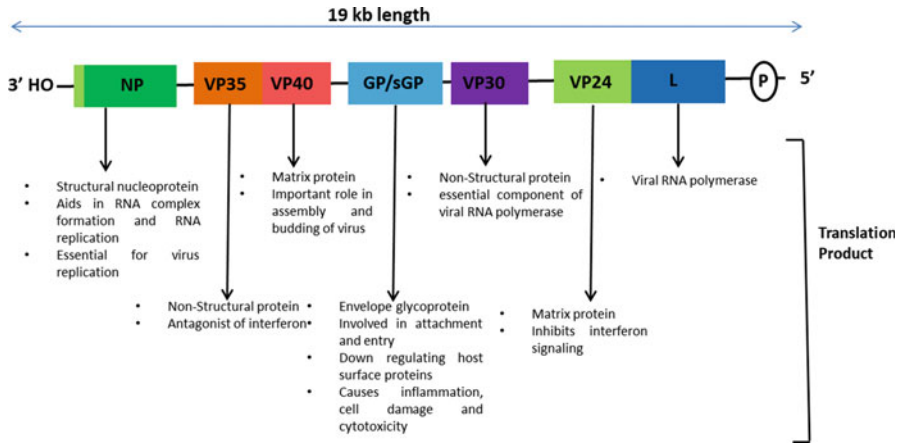 19 kb length
3’ HO
NP
VP35
VP40
GP/sGP
VP30
VP24
L
P
5’
• Structural nucleoprotein
• Aids in RNA complex
formation and RNA
replication
• Essential for virus
replication
• Matrix protein
• Important role in
assembly and
budding of virus
• Non-Structural protein
• essential component of
viral RNA polymerase
• Viral RNA polymerase
Translation
Product
• Non-Structural protein
• Antagonist of interferon
• Envelope glycoprotein
• Involved in attachment
and entry
• Down regulating host
surface proteins
• Causes inflammation,
cell damage and
cytotoxicity
• Matrix protein
• Inhibits interferon
signaling